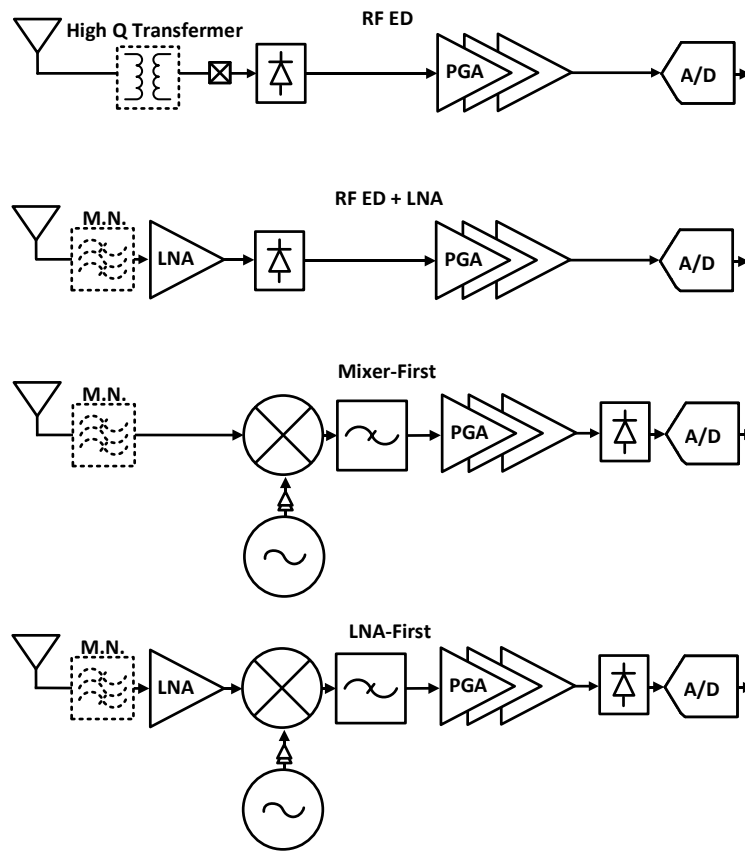 RF ED
High Q Transfermer
PGA
A/D
RF ED + LNA
M.N.
LNA
PGA
A/D
Mixer-First
M.N.
PGA
A/D
LNA-First
M.N.
LNA
PGA
A/D